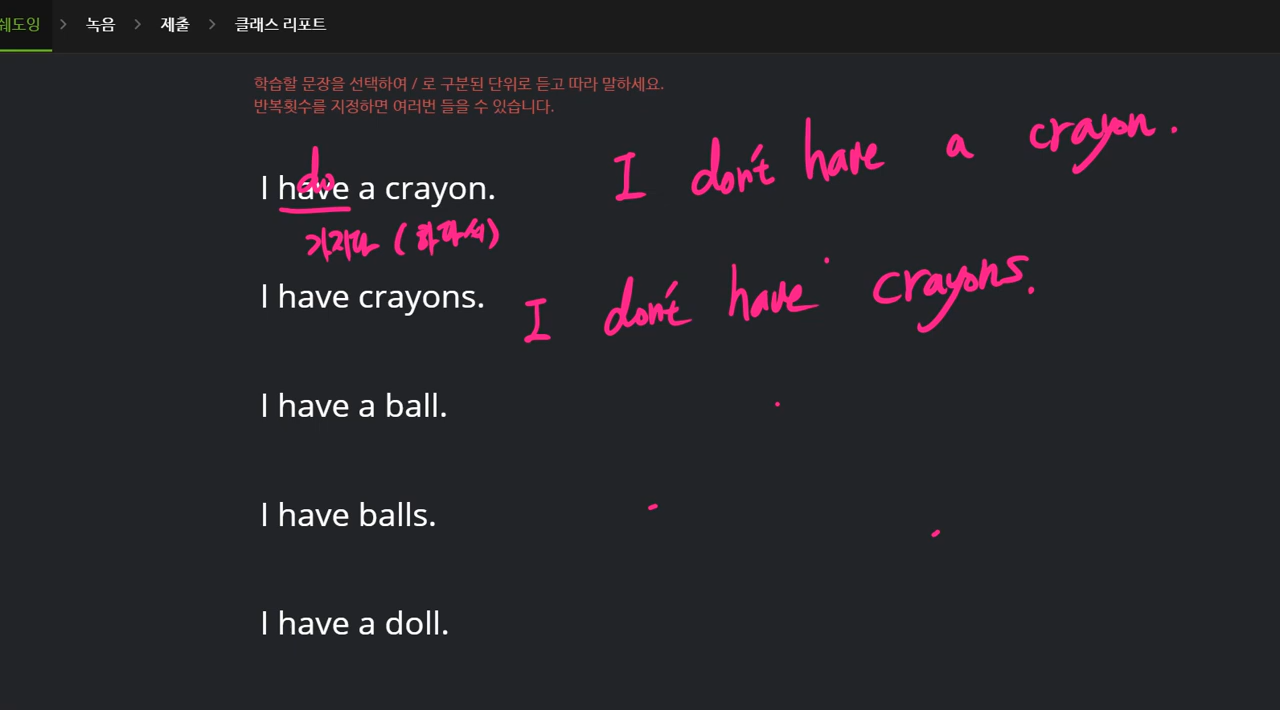 쉐도잉 > 녹음 > 제출 > 클래스 리포트
학습할 문장을 선택하여 / 로 구분된 단위로 듣고 따라 말하세요.
반복횟수를 지정하면 여러번 들을 수 있습니다.
do
I have a crayon. I don't have a crayon.
가지다 (하다씨)
I have crayons. I don't have crayons.
I have a ball.
I have balls.
I have a doll.